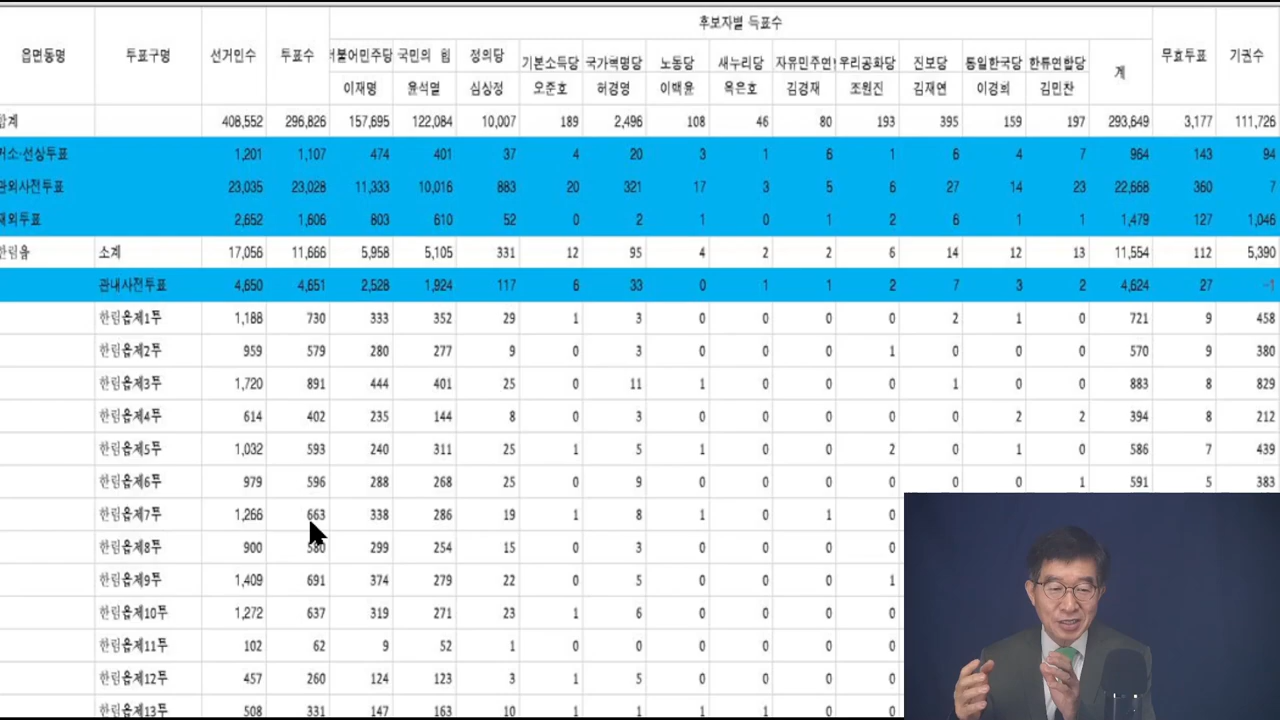 후보자별 득표수
읍면동명 투표구명 선거인수 투표수 더불어민주당 국민의 힘 정의당 기본소득당 국가혁명당 노동당 새누리당 자유민주연 우리공화당 진보당 통일한국당 한류연합당 계 무효투표 기권수
이재명 윤석열 심상정 오준호 허경영 이백윤 옥은호 김경재 조원진 김재연 이경희 김민찬
합계 408,552 296,826 157,695 122,084 10,007 189 2,496 108 46 80 193 395 159 197 293,649 3,177 111,726
거소·선상투표 1,201 1,107 474 401 37 4 20 3 1 6 1 6 4 7 964 143 94
관외사전투표 23,035 23,028 11,333 10,016 883 20 321 17 3 5 6 27 14 23 22,668 360 7
재외투표 2,652 1,606 803 610 52 0 2 1 0 1 2 6 1 1 1,479 127 1,046
한림읍 소계 17,056 11,666 5,958 5,105 331 12 95 4 2 2 6 14 12 13 11,554 112 5,390
관내사전투표 4,650 4,651 2,528 1,924 117 6 33 0 1 1 2 7 3 2 4,624 27 -1
한림읍제1투 1,188 730 333 352 29 1 3 0 0 0 0 2 1 0 721 9 458
한림읍제2투 959 579 280 277 9 0 3 0 0 0 1 0 0 0 570 9 380
한림읍제3투 1,720 891 444 401 25 0 11 1 0 0 0 1 0 0 883 8 829
한림읍제4투 614 402 235 144 8 0 3 0 0 0 0 0 2 2 394 8 212
한림읍제5투 1,032 593 240 311 25 1 5 1 0 0 2 0 1 0 586 7 439
한림읍제6투 979 596 288 268 25 0 9 0 0 0 0 0 0 1 591 5 383
한림읍제7투 1,266 663 338 286 19 1 8 1 0 1 0
한림읍제8투 900 580 299 254 15 0 3 0 0 0 0
한림읍제9투 1,409 691 374 279 22 0 5 0 0 0 1
한림읍제10투 1,272 637 319 271 23 1 6 0 0 0 0
한림읍제11투 102 62 9 52 1 0 0 0 0 0 0
한림읍제12투 457 260 124 123 3 1 5 0 0 0 0
한림읍제13투 508 331 147 163 10 1 1 1 1 0 0